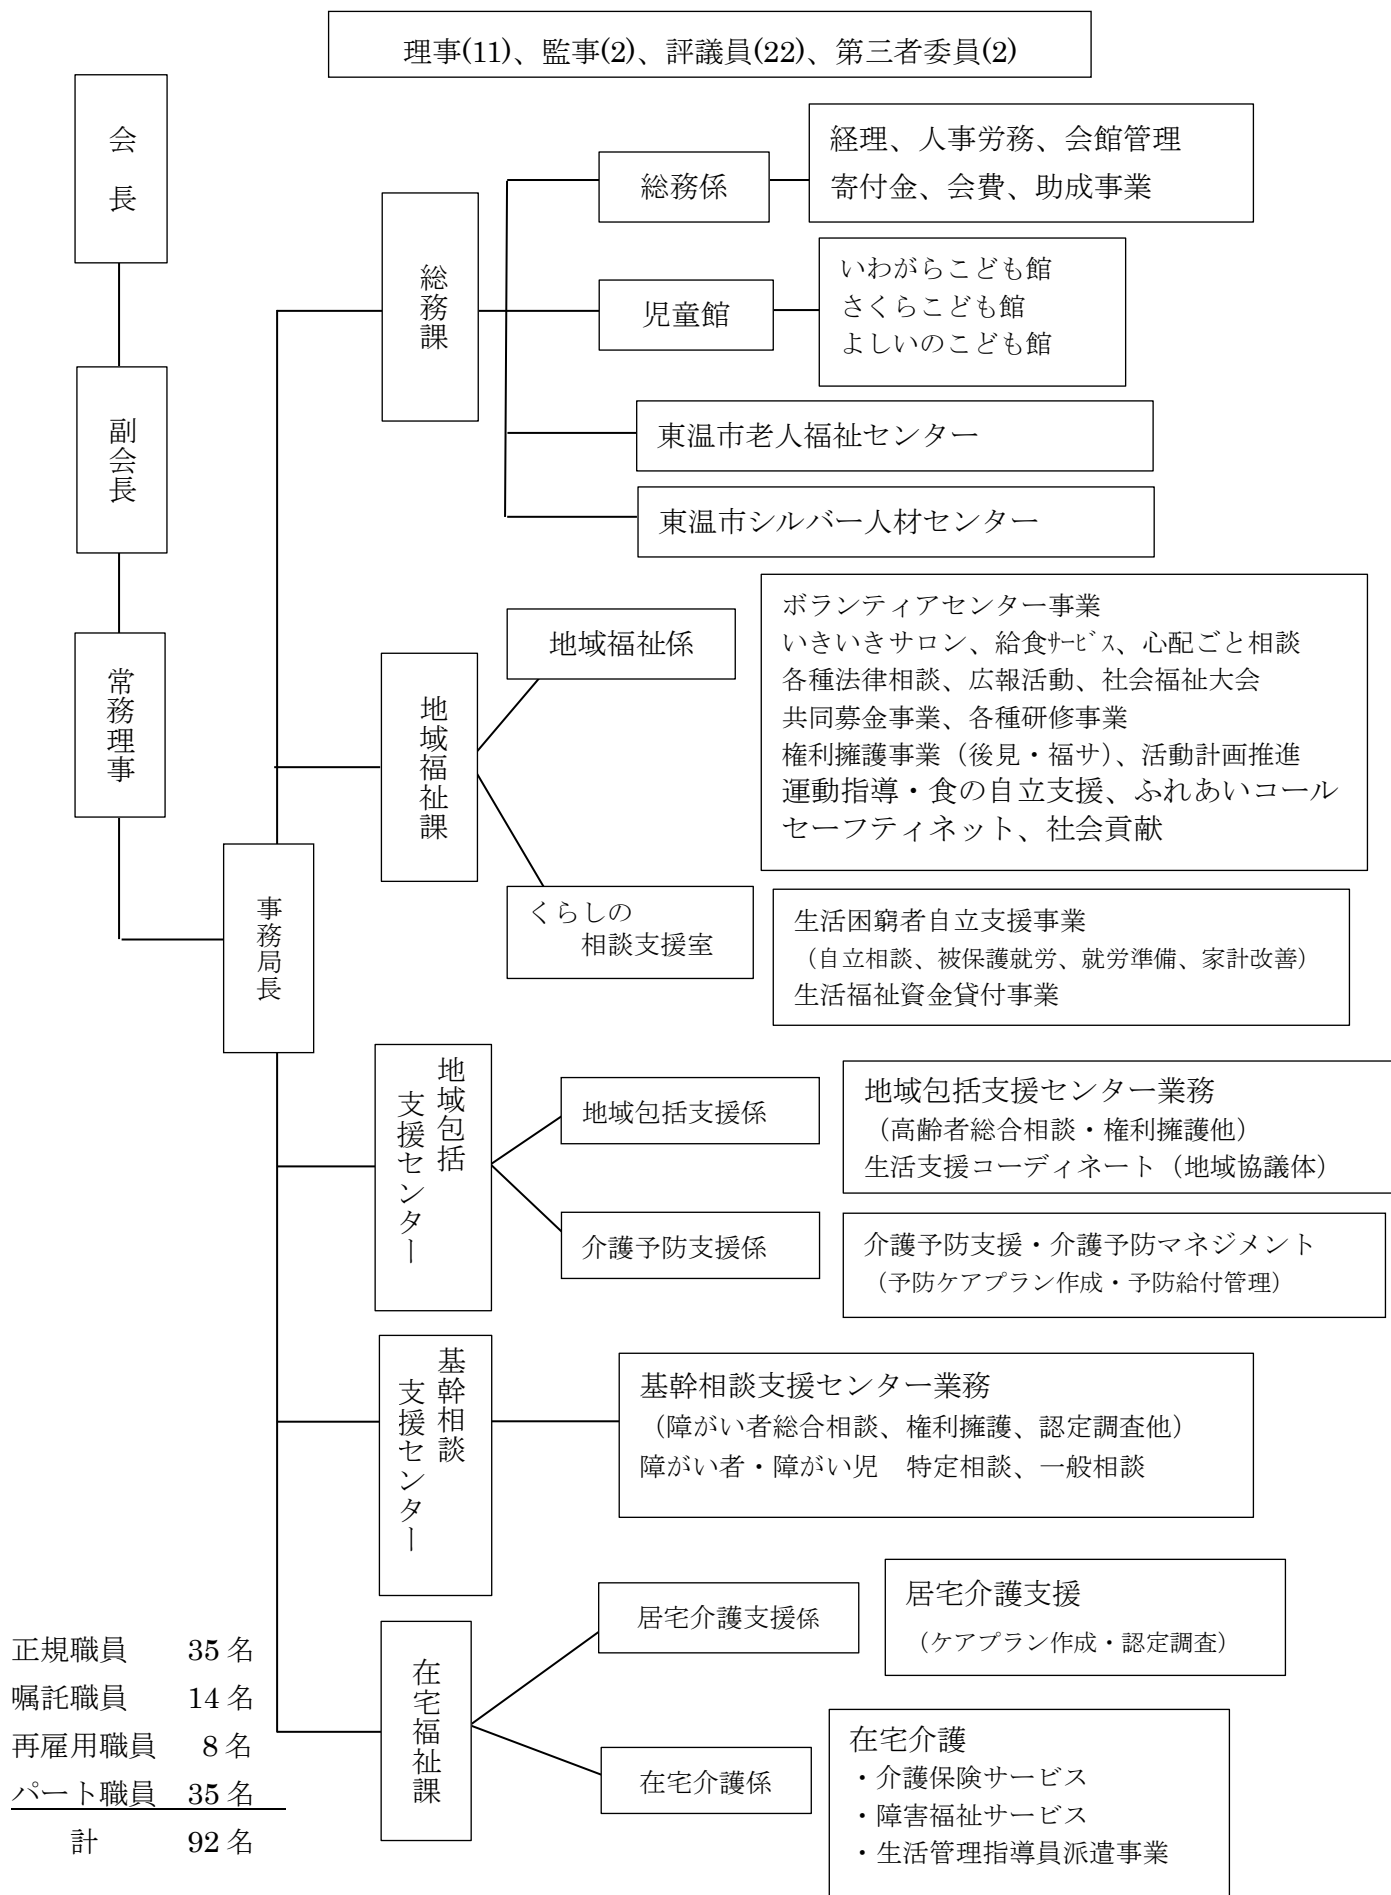 理事(11)、監事(2)、評議員(22)、第三者委員(2)
会長
副会長
常務理事
事務局長
総務課
総務係
経理、人事労務、会館管理
寄付金、会費、助成事業
児童館
いわがらこども館
さくらこども館
よしいのこども館
東温市老人福祉センター
東温市シルバー人材センター
地域福祉課
地域福祉係
ボランティアセンター事業
いきいきサロン、給食ｻｰﾋﾞｽ、心配ごと相談
各種法律相談、広報活動、社会福祉大会
共同募金事業、各種研修事業
権利擁護事業（後見・福サ）、活動計画推進
運動指導・食の自立支援、ふれあいコール
セーフティネット、社会貢献
くらしの
相談支援室
生活困窮者自立支援事業
（自立相談、被保護就労、就労準備、家計改善）
生活福祉資金貸付事業
地域包括
支援センター
地域包括支援係
地域包括支援センター業務
（高齢者総合相談・権利擁護他）
生活支援コーディネート（地域協議体）
介護予防支援係
介護予防支援・介護予防マネジメント
（予防ケアプラン作成・予防給付管理）
基幹相談
支援センター
基幹相談支援センター業務
（障がい者総合相談、権利擁護、認定調査他）
障がい者・障がい児　特定相談、一般相談
在宅福祉課
居宅介護支援係
居宅介護支援
（ケアプラン作成・認定調査）
在宅介護係
在宅介護
・介護保険サービス
・障害福祉サービス
・生活管理指導員派遣事業
正規職員　35 名
嘱託職員　14 名
再雇用職員　8 名
パート職員　35 名
計　92 名